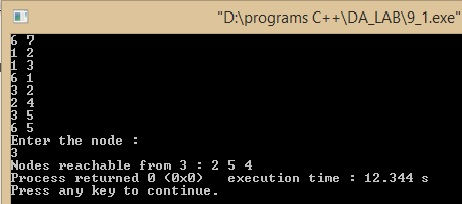 "D:\programs C++\DA_LAB\9_1.exe"
6 7
1 2
1 3
6 1
3 2
2 4
3 5
6 5
Enter the node :
3
Nodes reachable from 3 : 2 5 4
Process returned 0 (0x0)   execution time : 12.344 s
Press any key to continue.